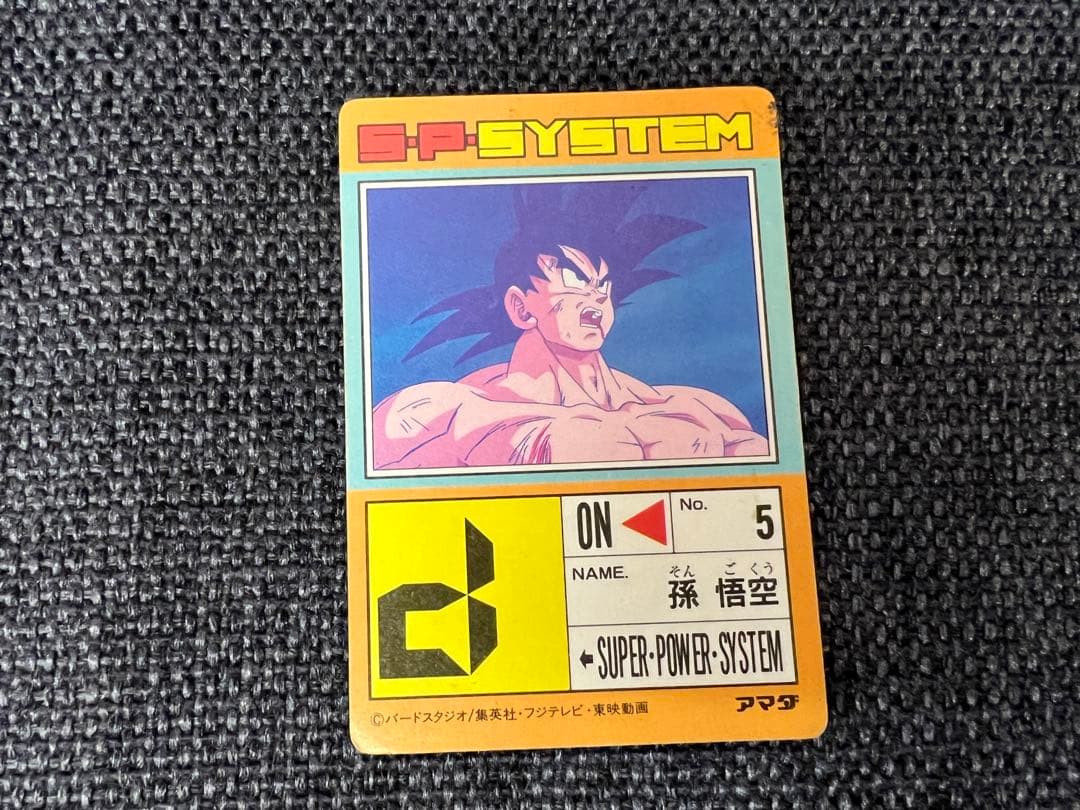 S・P・SYSTEM
ON
No. 5
NAME.
そん ご くう
孫 悟空
←SUPER・POWER・SYSTEM
アマダ
©バードスタジオ/集英社・フジテレビ・東映動画